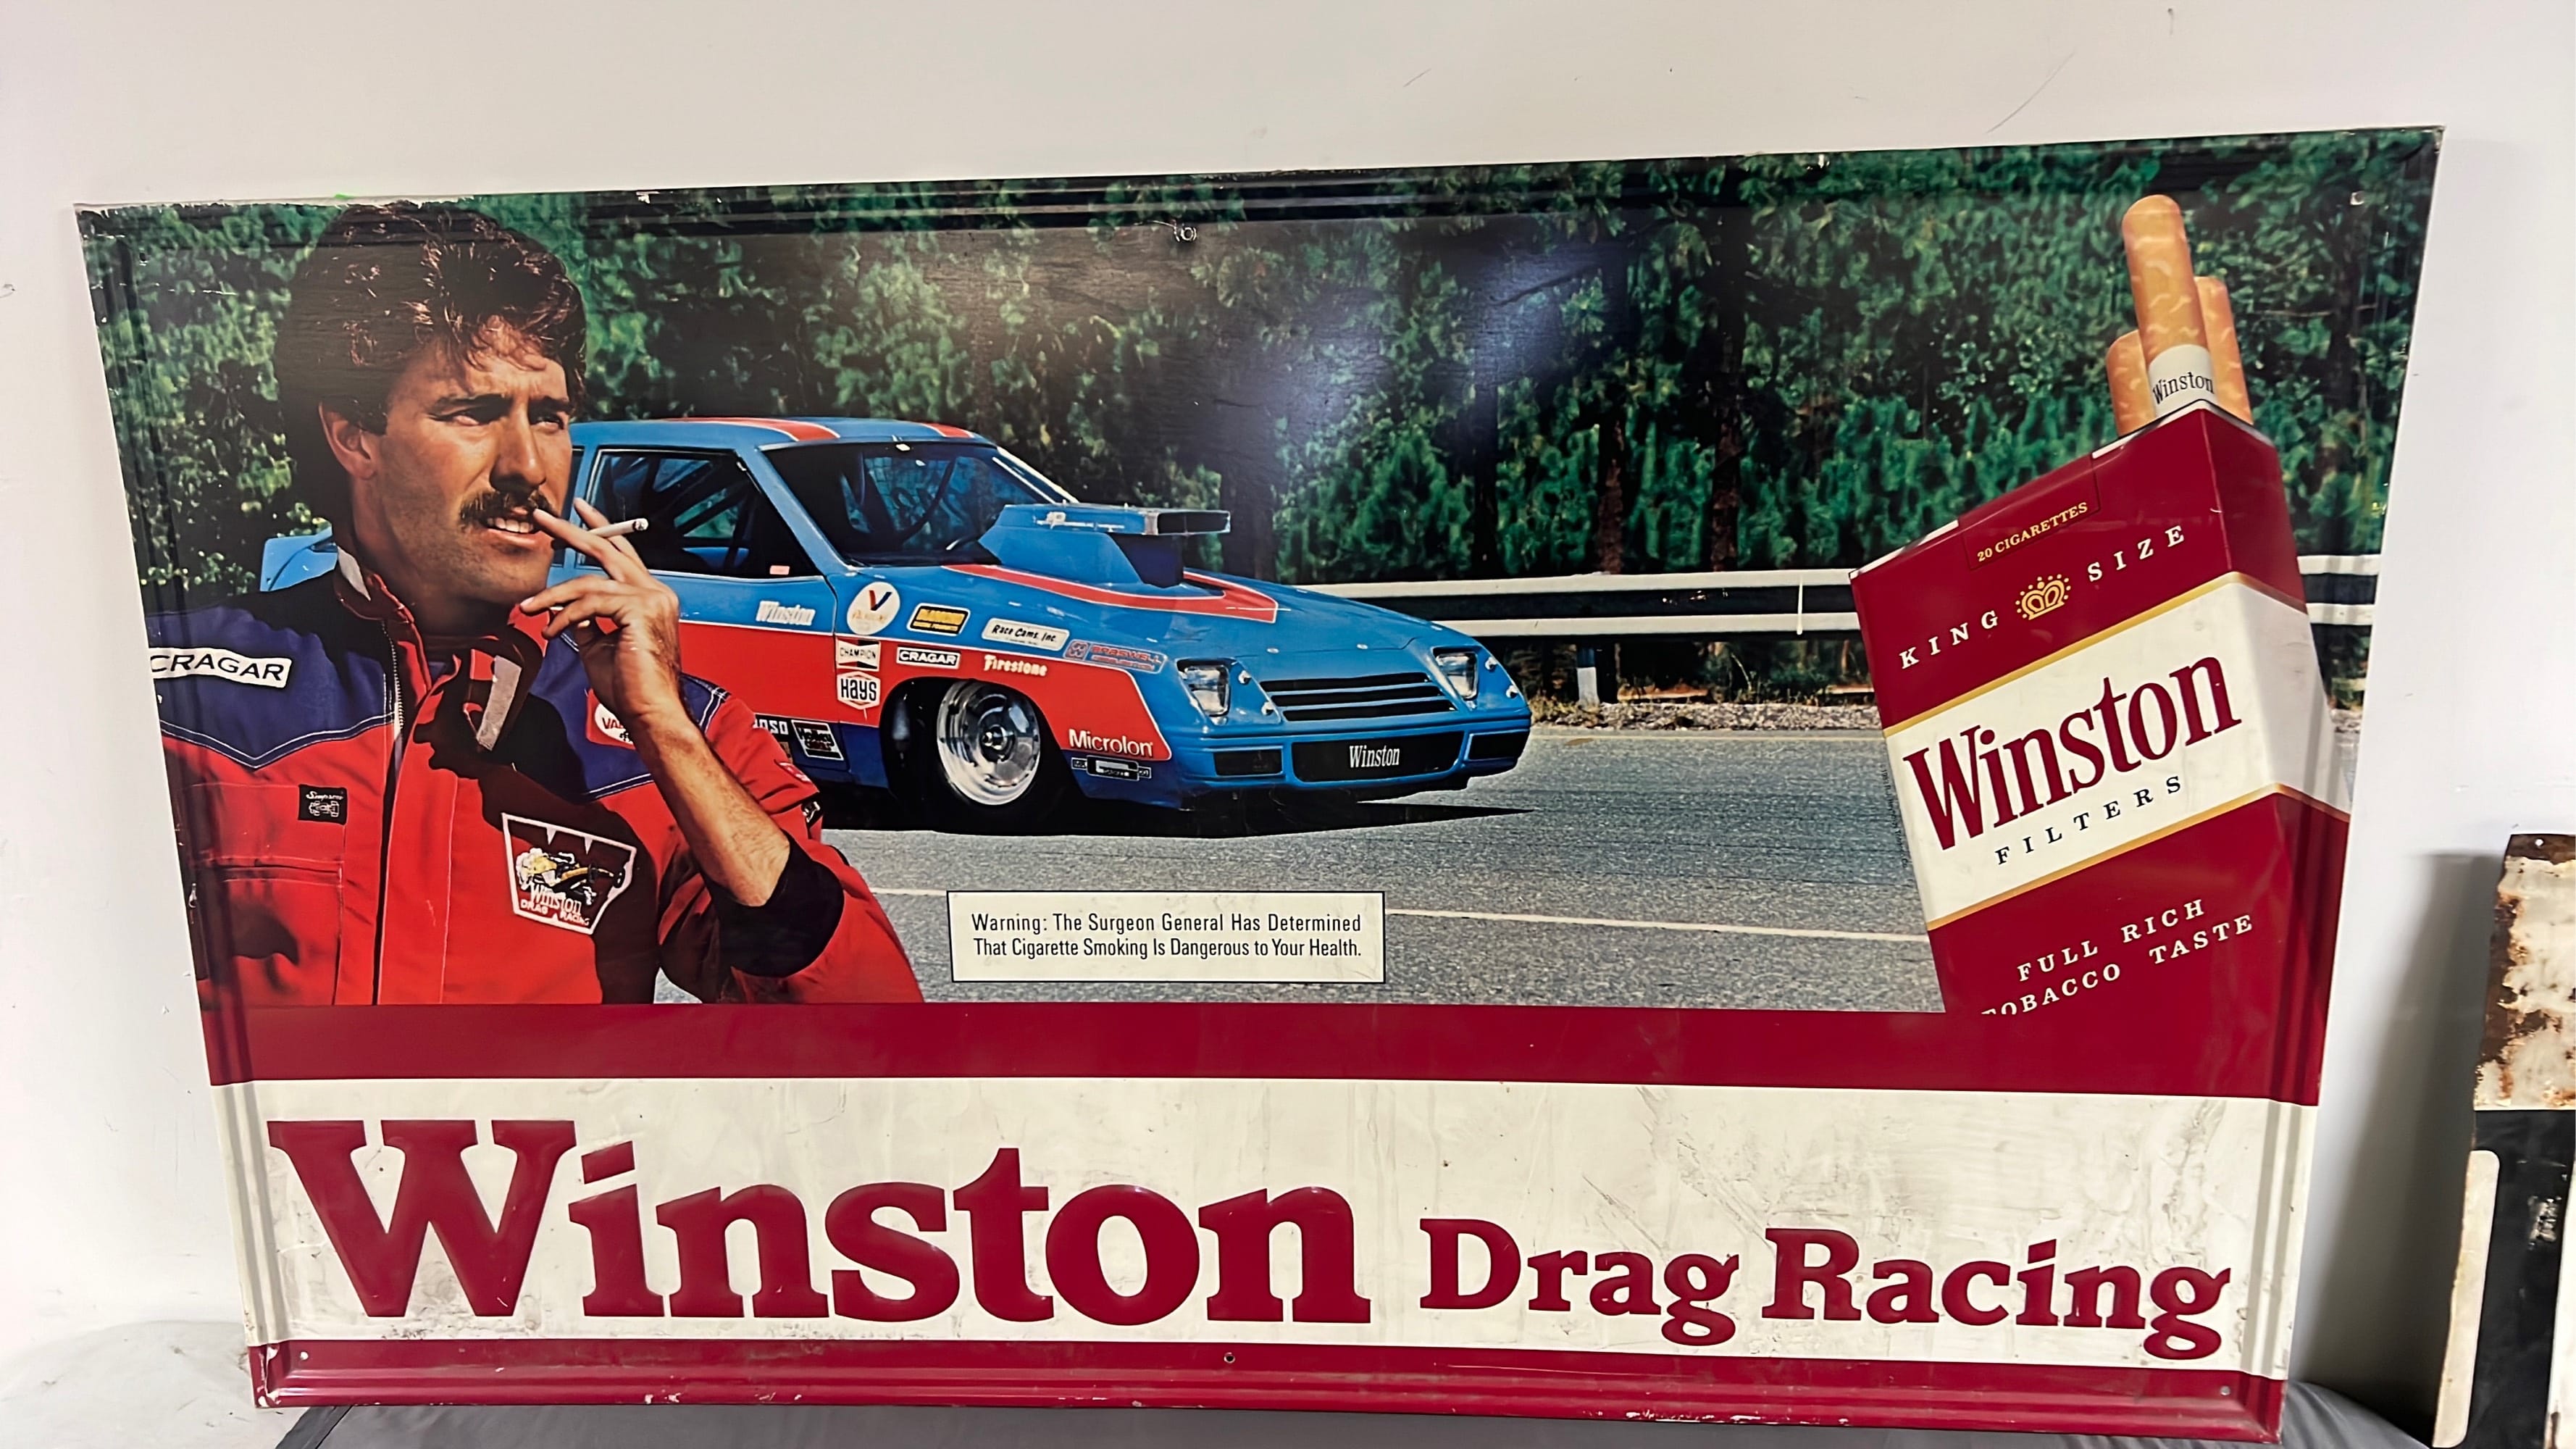 Winston
20 CIGARETTES
KING SIZE
Winston
FILTERS
FULL RICH
TOBACCO TASTE
CRAGAR
Simpson
Winston
DRAG RACING
Winston
Race Cams, Inc.
BRASWELL
CHAMPION
CRAGAR
Firestone
HAYS
Microlon
Winston
Warning: The Surgeon General Has Determined
That Cigarette Smoking Is Dangerous to Your Health.
Winston Drag Racing